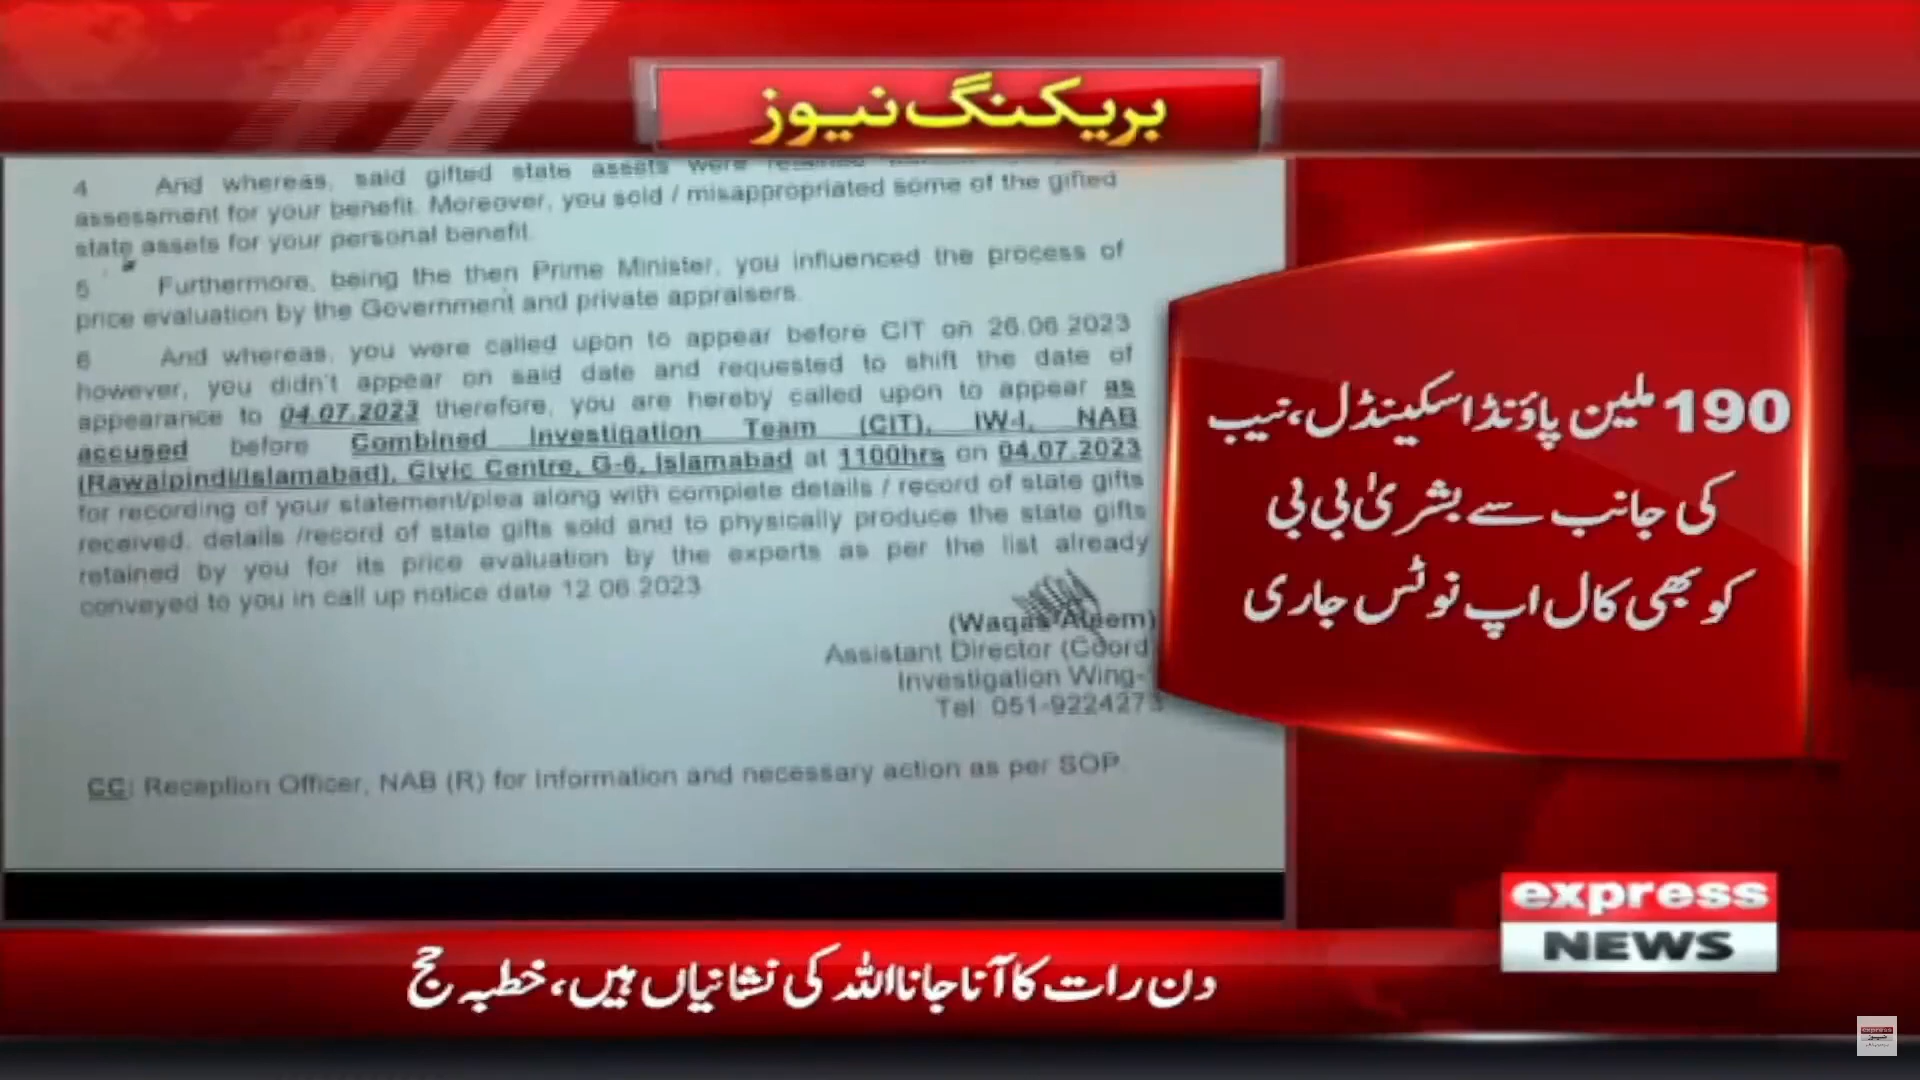 بریکنگ نیوز
4 And whereas, said gifted state assets were
assessment for your benefit. Moreover, you sold / misappropriated some of the gifted
state assets for your personal benefit.
5 Furthermore, being the then Prime Minister, you influenced the process of
price evaluation by the Government and private appraisers.
6 And whereas, you were called upon to appear before CIT on 26.06.2023
however, you didn't appear on said date and requested to shift the date of
appearance to 04.07.2023 therefore, you are hereby called upon to appear as
accused before Combined Investigation Team (CIT), IW-I, NAB
(Rawalpindi/Islamabad), Civic Centre, G-6, Islamabad at 1100hrs on 04.07.2023
for recording of your statement/plea along with complete details / record of state gifts
received, details /record of state gifts sold and to physically produce the state gifts
retained by you for its price evaluation by the experts as per the list already
conveyed to you in call up notice date 12.06.2023
(Waqas Aleem)
Assistant Director (Coord
Investigation Wing-
Tel: 051-9224273
CC: Reception Officer, NAB (R) for information and necessary action as per SOP.
190 ملین پاؤنڈ اسکینڈل، نیب
کی جانب سے بشریٰ بی بی
کو بھی کال اپ نوٹس جاری
express
NEWS
دن رات کا آنا جانا اللہ کی نشانیاں ہیں، خطبہ حج